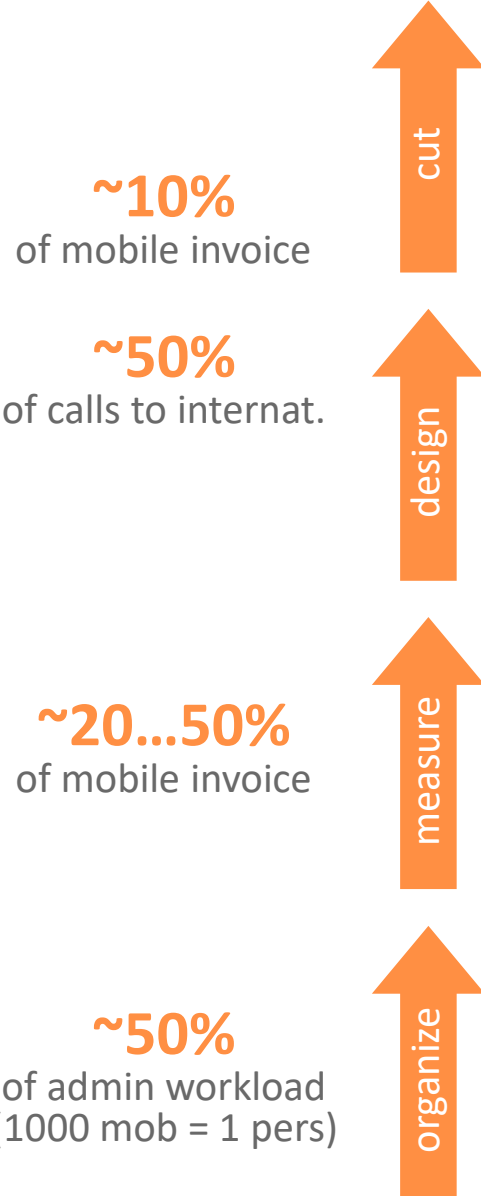 cut
~10%
of mobile invoice
~50%
of calls to internat.
design
~20...50%
of mobile invoice
measure
~50%
of admin workload
(1000 mob = 1 pers)
organize